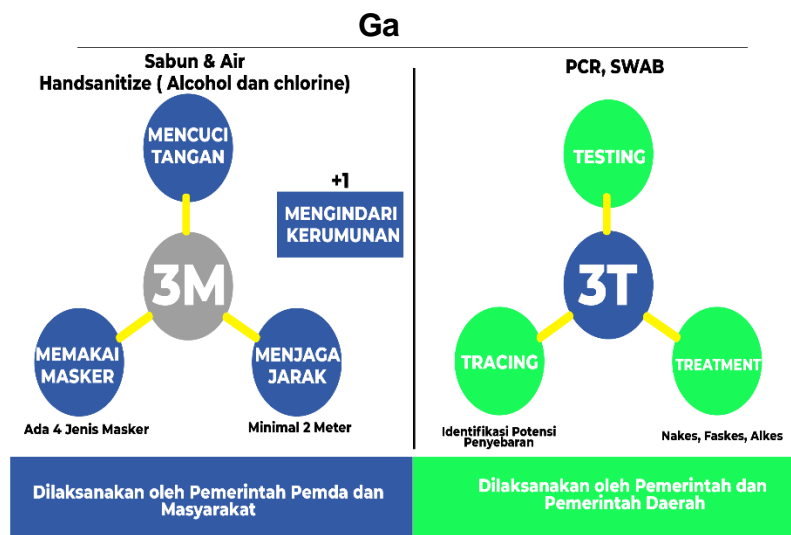 Ga
Sabun & Air
Handsanitize ( Alcohol dan chlorine)
MENCUCI
TANGAN
+1
MENGINDARI
KERUMUNAN
3M
MEMAKAI
MASKER
MENJAGA
JARAK
Ada 4 Jenis Masker
Minimal 2 Meter
Dilaksanakan oleh Pemerintah Pemda dan
Masyarakat
PCR, SWAB
TESTING
3T
TRACING
TREATMENT
Identifikasi Potensi
Penyebaran
Nakes, Faskes, Alkes
Dilaksanakan oleh Pemerintah dan
Pemerintah Daerah